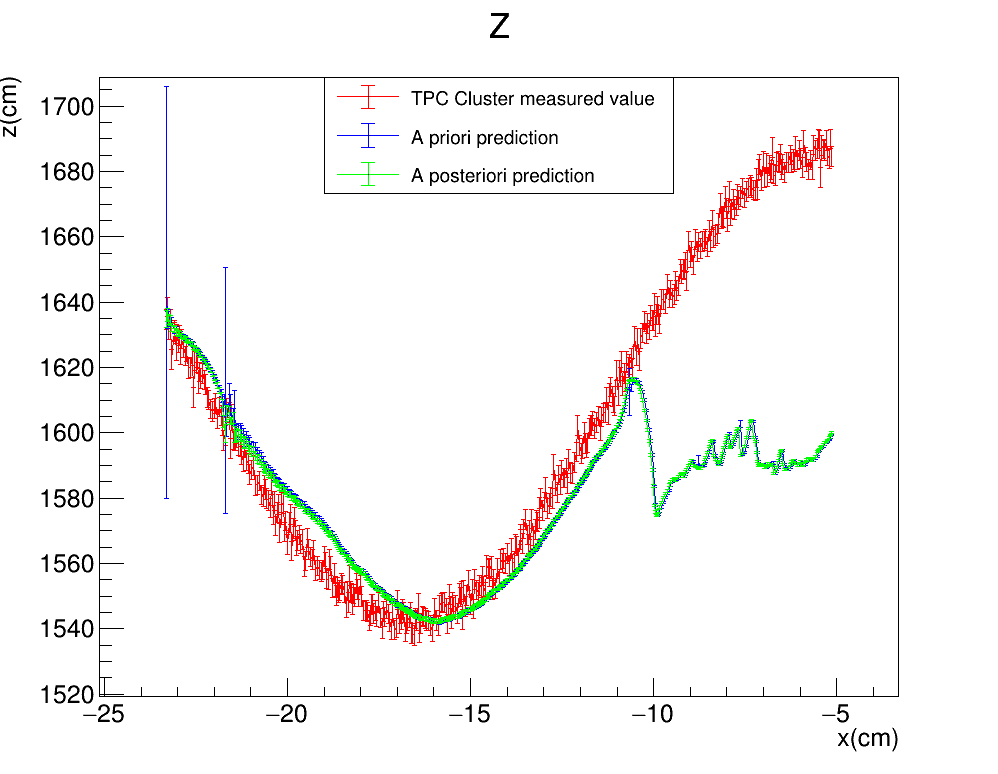 Z
z(cm)
TPC Cluster measured value
A priori prediction
A posteriori prediction
1700
1680
1660
1640
1620
1600
1580
1560
1540
1520
−25 −20 −15 −10 −5
x(cm)